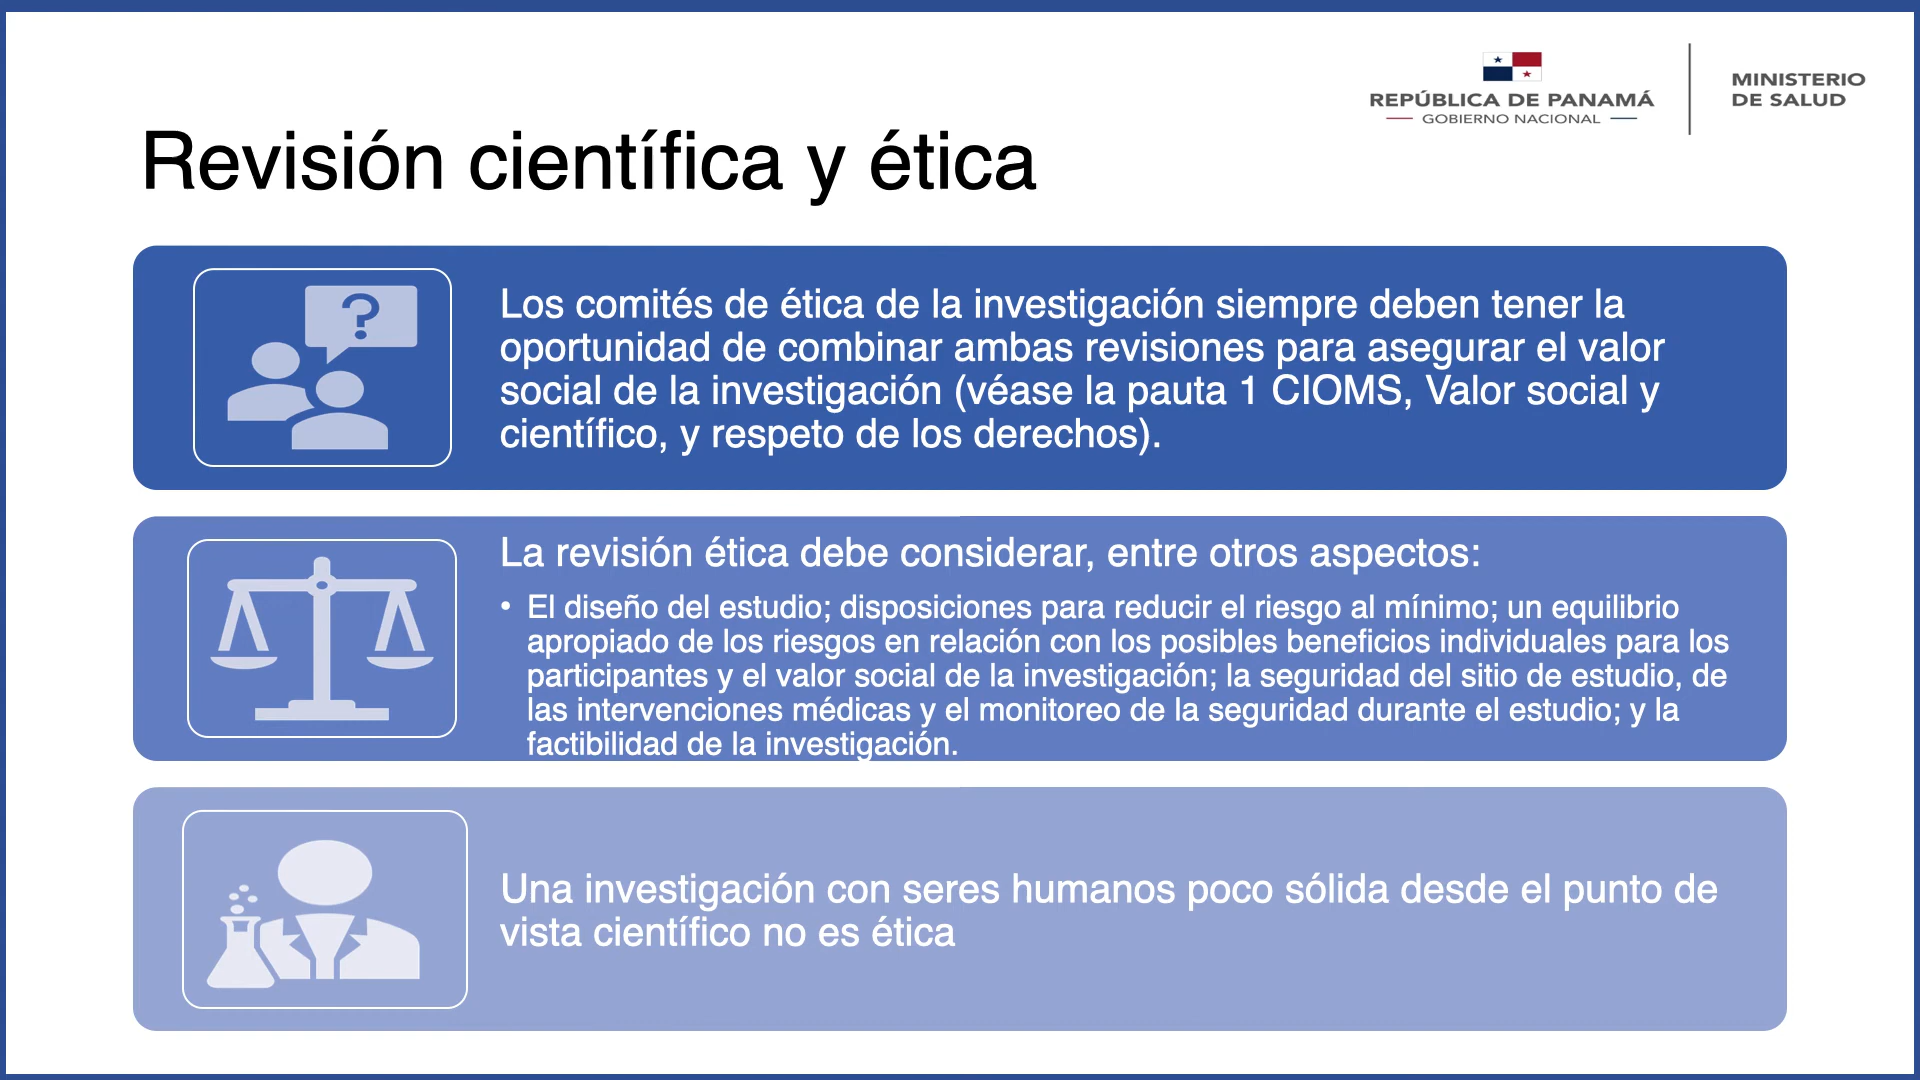 REPÚBLICA DE PANAMÁ
GOBIERNO NACIONAL
MINISTERIO
DE SALUD
Revisión científica y ética
?
Los comités de ética de la investigación siempre deben tener la
oportunidad de combinar ambas revisiones para asegurar el valor
social de la investigación (véase la pauta 1 CIOMS, Valor social y
científico, y respeto de los derechos).
La revisión ética debe considerar, entre otros aspectos:
• El diseño del estudio; disposiciones para reducir el riesgo al mínimo; un equilibrio
apropiado de los riesgos en relación con los posibles beneficios individuales para los
participantes y el valor social de la investigación; la seguridad del sitio de estudio, de
las intervenciones médicas y el monitoreo de la seguridad durante el estudio; y la
factibilidad de la investigación.
Una investigación con seres humanos poco sólida desde el punto de
vista científico no es ética